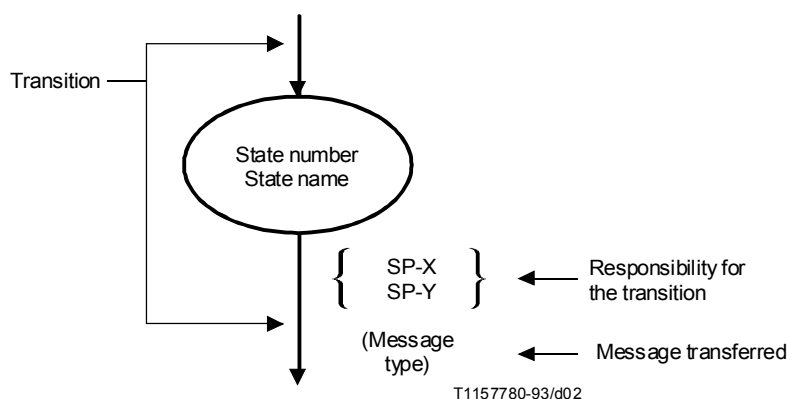 Transition
State number
State name
{ SP-X }
{ SP-Y }
Responsibility for
the transition
(Message
type)
Message transferred
T1157780-93/d02